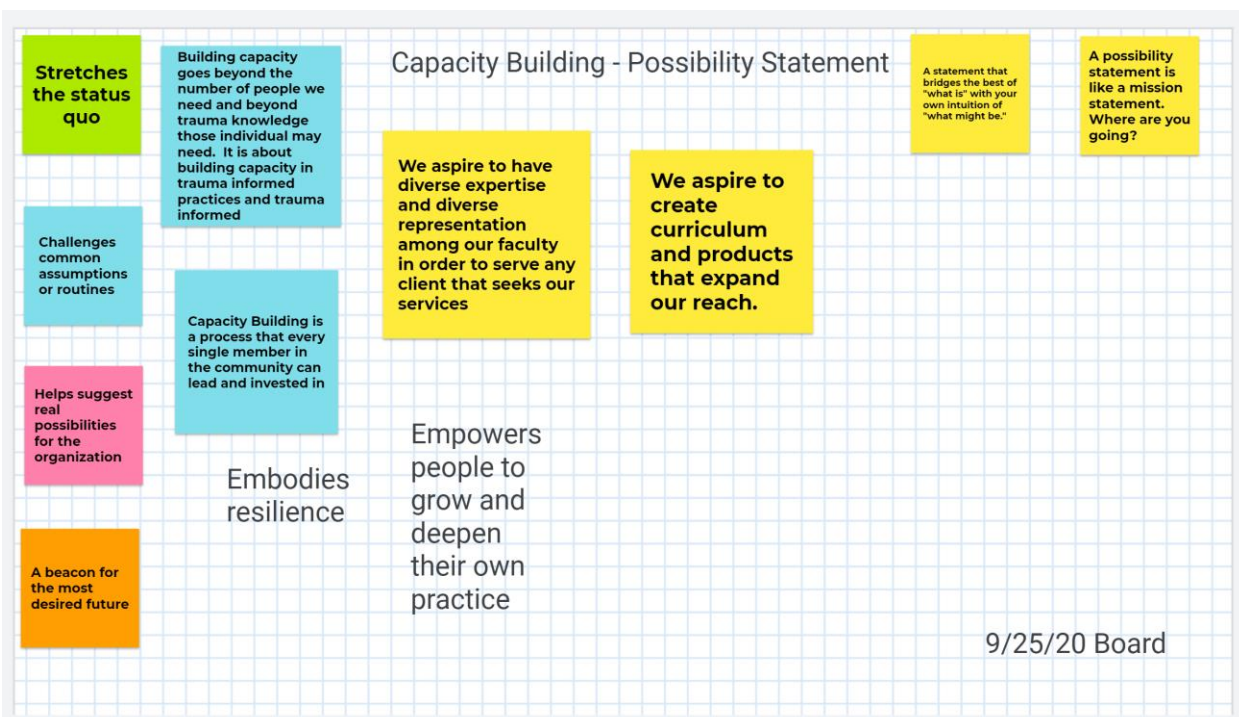 Capacity Building - Possibility Statement
Stretches
the status
quo
Challenges
common
assumptions
or routines
Helps suggest
real
possibilities
for the
organization
A beacon for
the most
desired future
Building capacity
goes beyond the
number of people we
need and beyond
trauma knowledge
those individual may
need. It is about
building capacity in
trauma informed
practices and trauma
informed
Capacity Building is
a process that every
single member in
the community can
lead and invested in
Embodies
resilience
We aspire to have
diverse expertise
and diverse
representation
among our faculty
in order to serve any
client that seeks our
services
Empowers
people to
grow and
deepen
their own
practice
We aspire to
create
curriculum
and products
that expand
our reach.
A statement that
bridges the best of
"what is" with your
own intuition of
"what might be."
A possibility
statement is
like a mission
statement.
Where are you
going?
9/25/20 Board